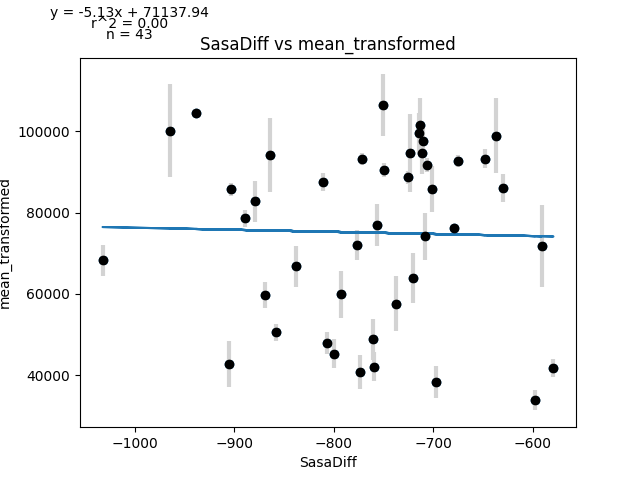 y = -5.13x + 71137.94
r^2 = 0.00
n = 43
SasaDiff vs mean_transformed
100000
80000
60000
40000
mean_transformed
−1000
−900
−800
−700
−600
SasaDiff